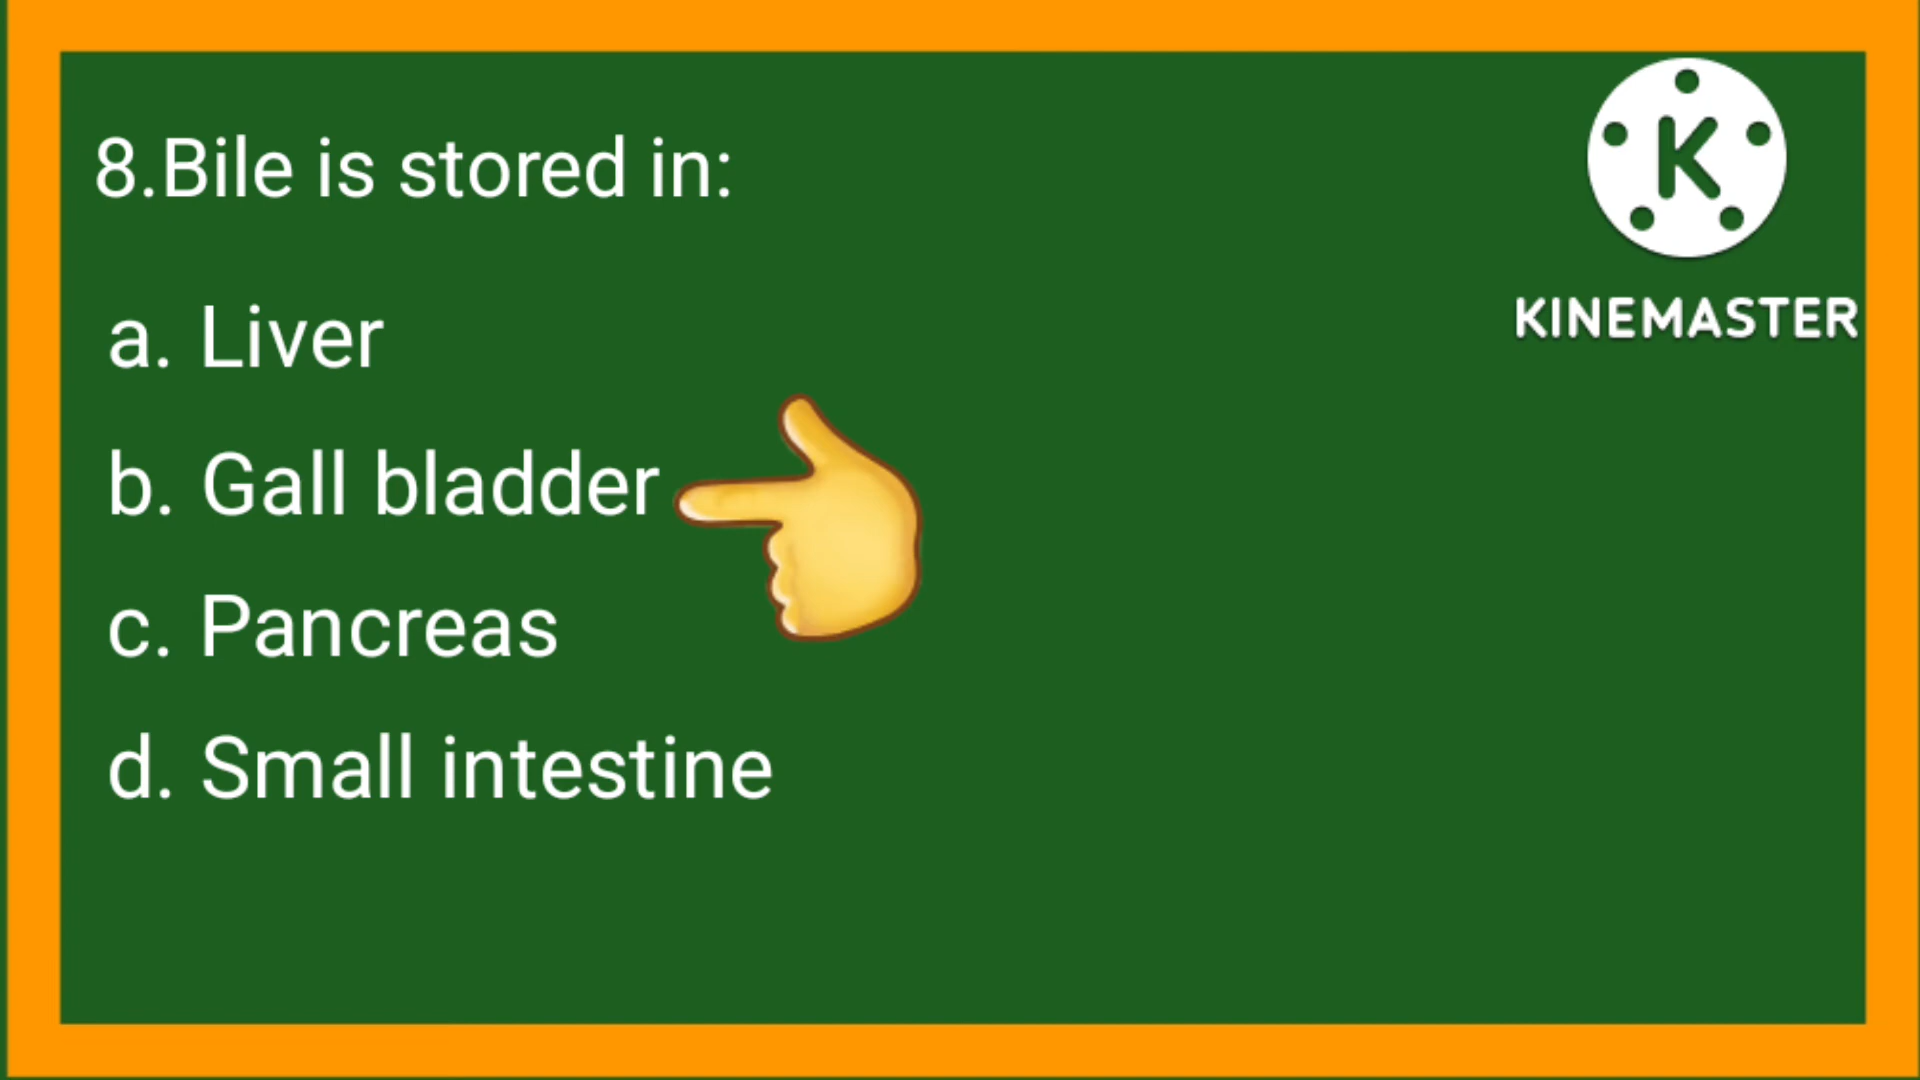 8.Bile is stored in:
a. Liver
b. Gall bladder
c. Pancreas
d. Small intestine
K
KINEMASTER